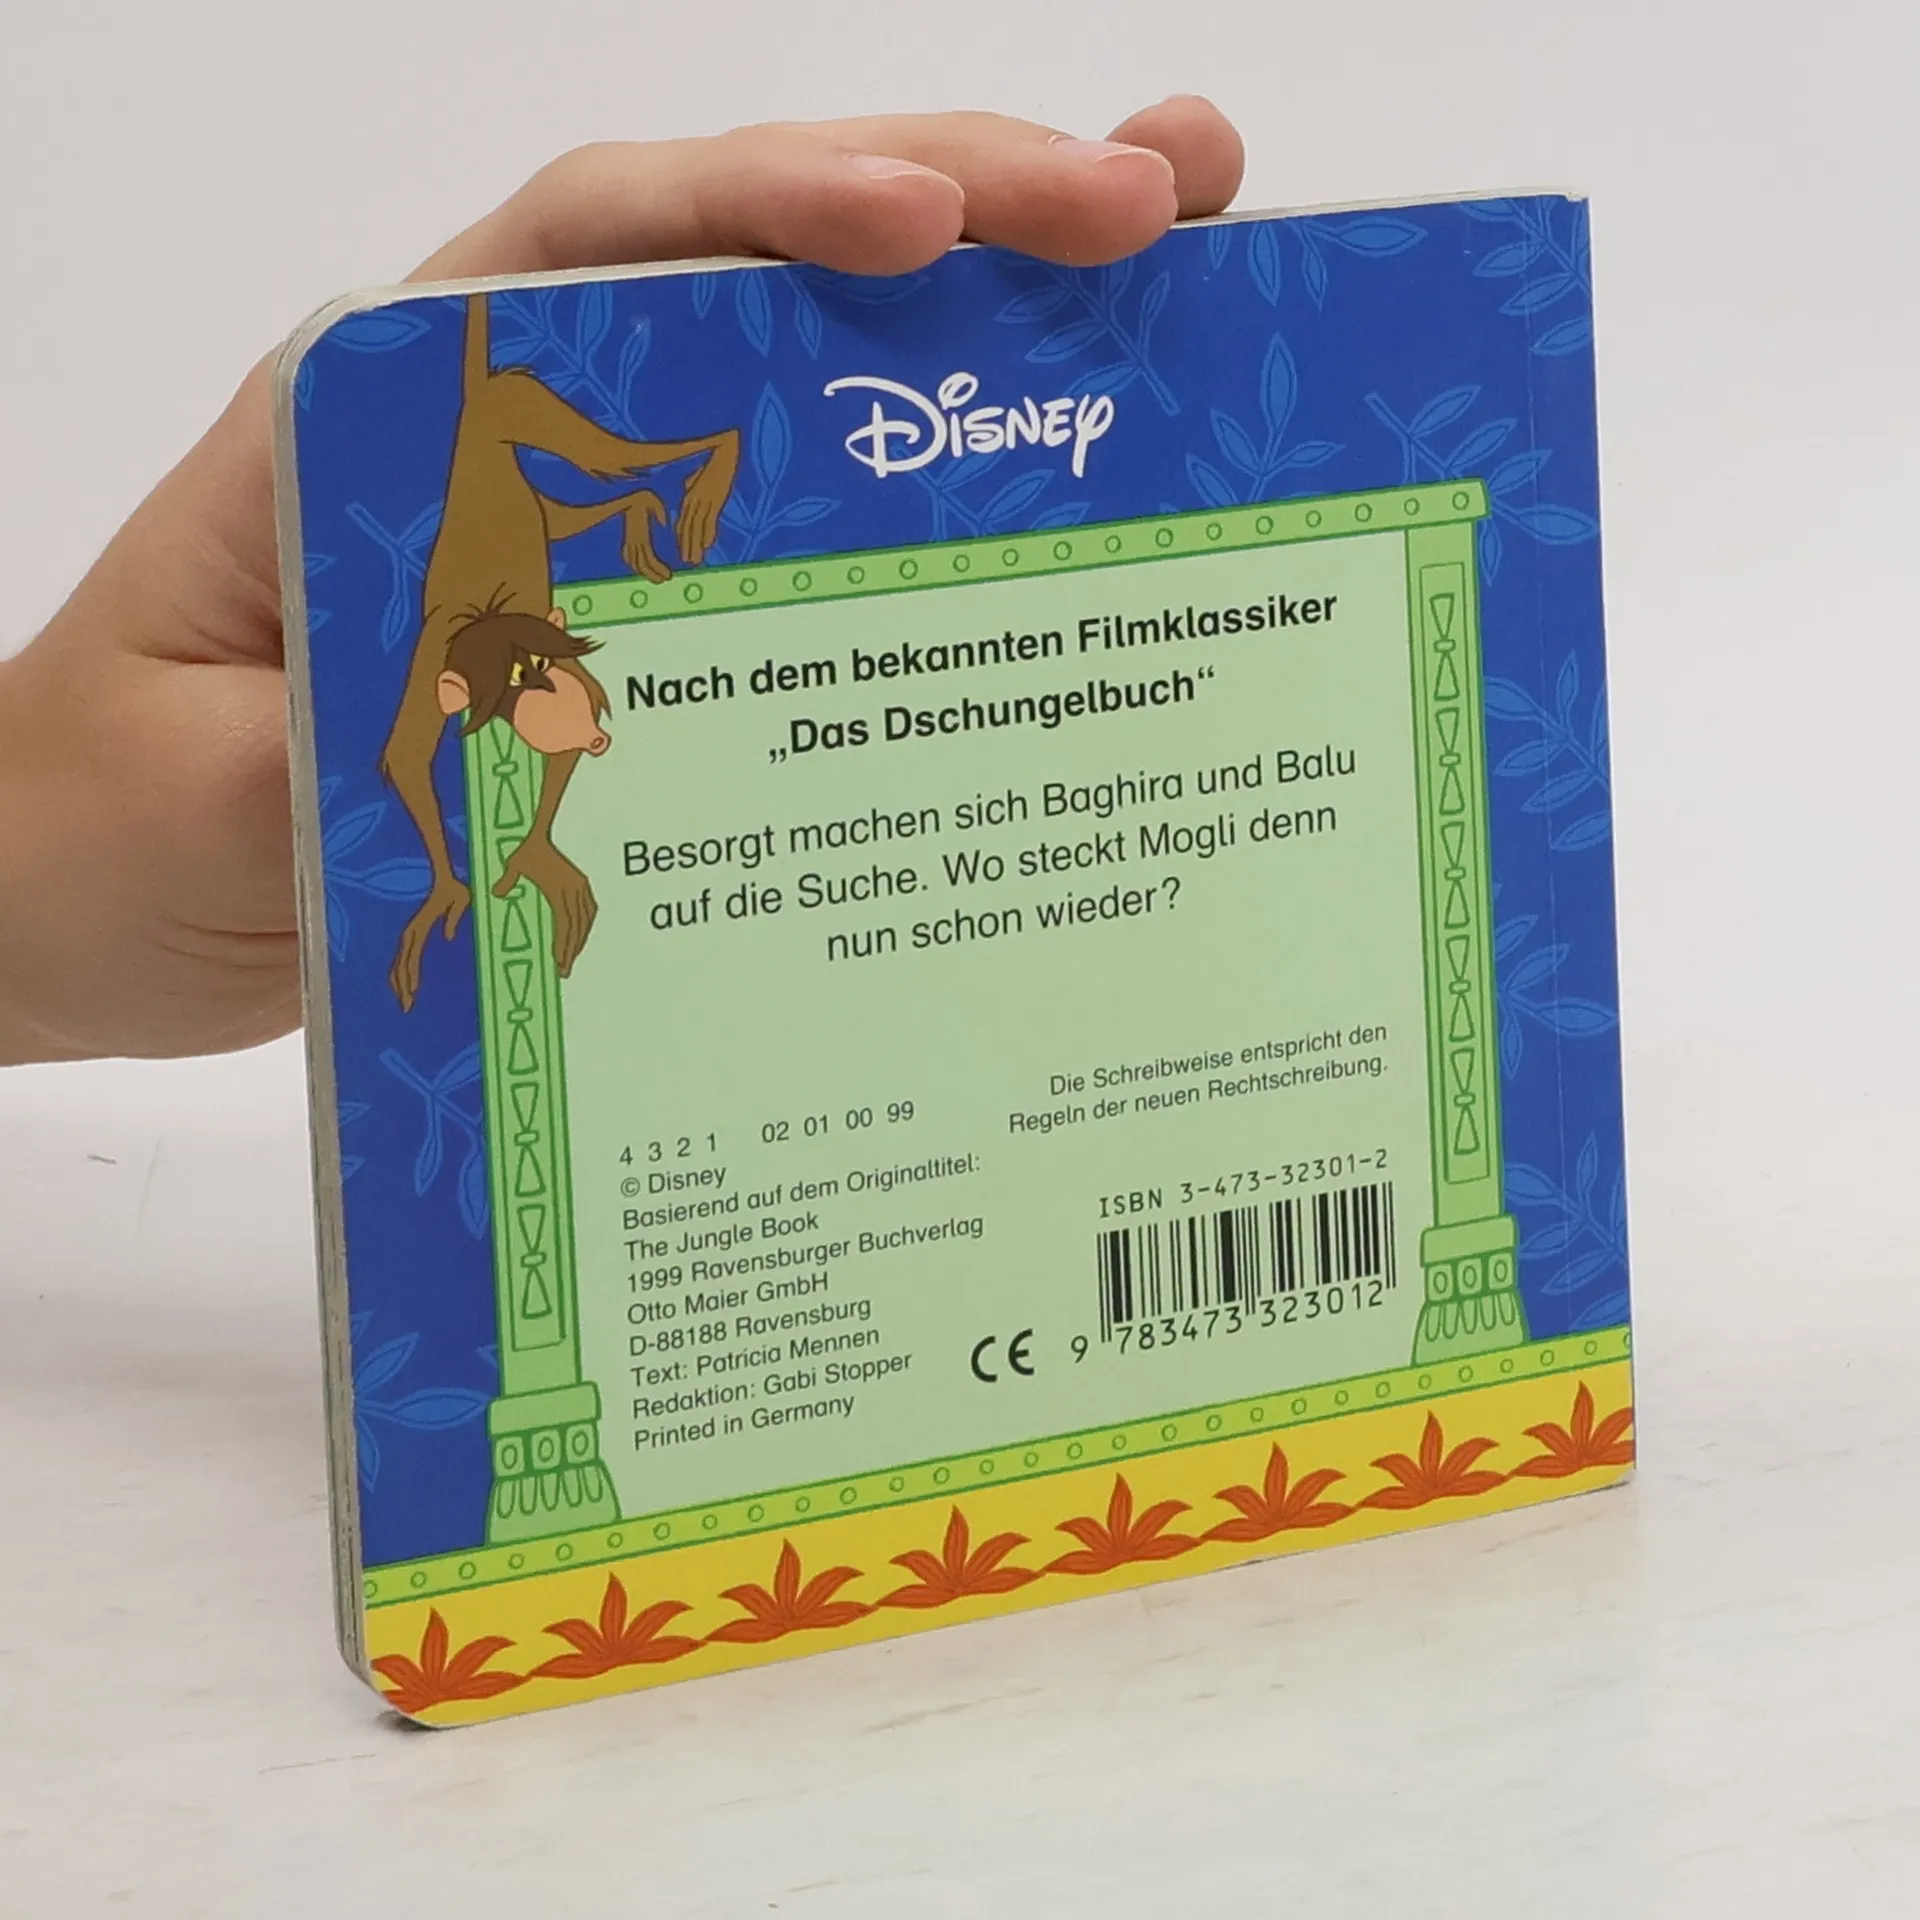 Disney
Nach dem bekannten Filmklassiker
„Das Dschungelbuch“
Besorgt machen sich Baghira und Balu
auf die Suche. Wo steckt Mogli denn
nun schon wieder?
Die Schreibweise entspricht den
Regeln der neuen Rechtschreibung.
4 3 2 1 02 01 00 99
© Disney
Basierend auf dem Originaltitel:
The Jungle Book
1999 Ravensburger Buchverlag
Otto Maier GmbH
D-88188 Ravensburg
Text: Patricia Mennen
Redaktion: Gabi Stopper
Printed in Germany
ISBN 3-473-32301-2
CE
9 783473 323012